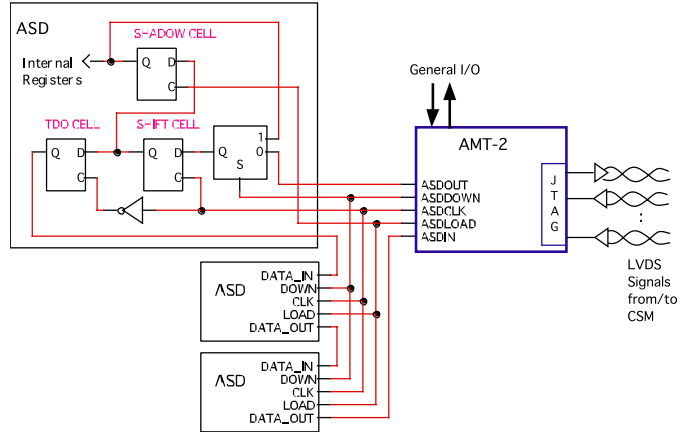 ASD
SHADOW CELL
Internal
Registers
Q D
C
General I/O
TDO CELL
SHIFT CELL
Q D
C
Q D
C
Q
S
1
0
AMT-2
ASDOUT
ASDDOWN
ASDCLK
ASDLOAD
ASDIN
JTAG
:
LVDS
Signals
from/to
CSM
ASD
DATA_IN
DOWN
CLK
LOAD
DATA_OUT
ASD
DATA_IN
DOWN
CLK
LOAD
DATA_OUT